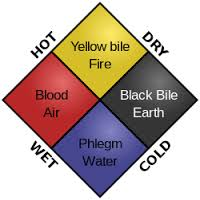 HOT
DRY
Yellow bile
Fire
Blood
Air
Black Bile
Earth
Phlegm
Water
WET
COLD